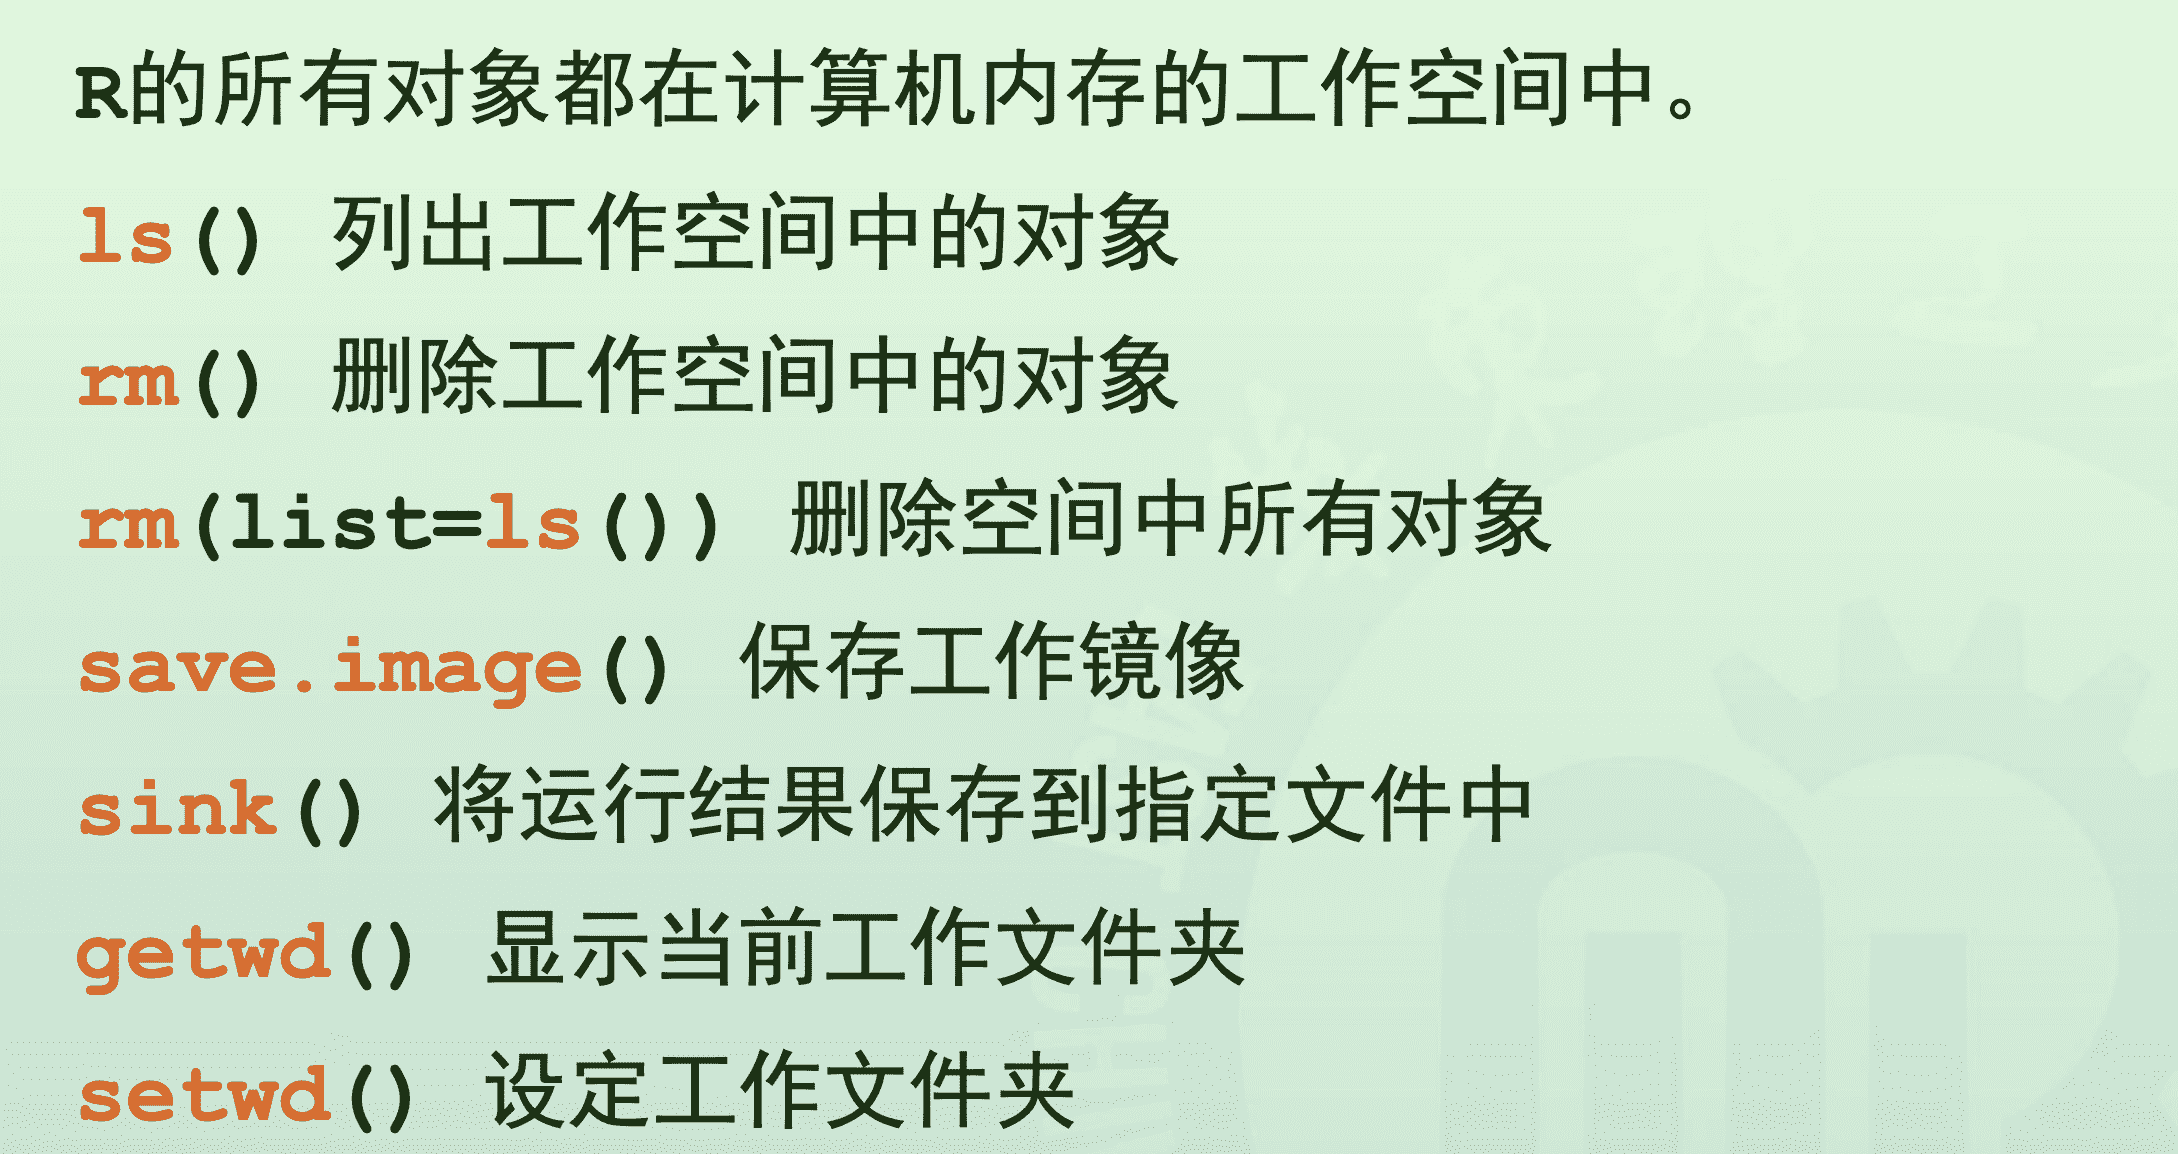 R的所有对象都在计算机内存的工作空间中。
ls() 列出工作空间中的对象
rm() 删除工作空间中的对象
rm(list=ls()) 删除空间中所有对象
save.image() 保存工作镜像
sink() 将运行结果保存到指定文件中
getwd() 显示当前工作文件夹
setwd() 设定工作文件夹